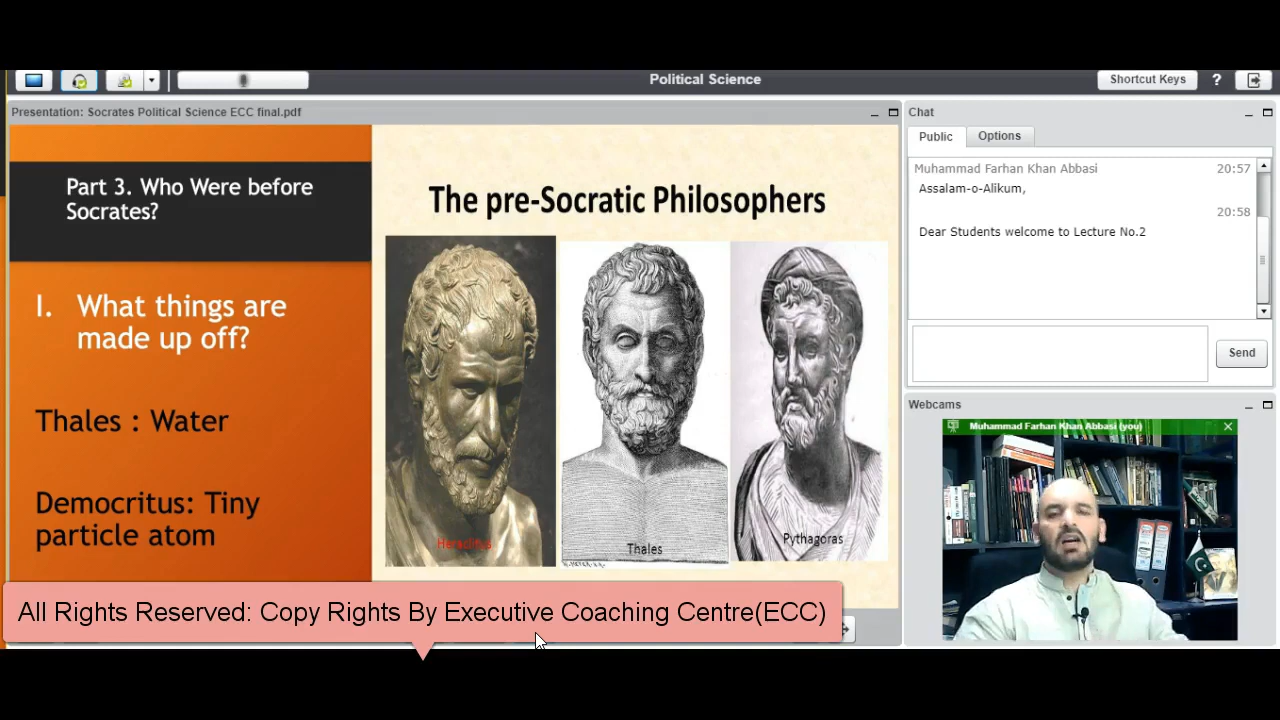 Political Science
Shortcut Keys
?
Presentation: Socrates Political Science ECC final.pdf
Part 3. Who Were before
Socrates?
I. What things are
made up off?
Thales : Water
Democritus: Tiny
particle atom
The pre-Socratic Philosophers
Heraclitus
Thales
Pythagoras
All Rights Reserved: Copy Rights By Executive Coaching Centre(ECC)
Chat
Public
Options
Muhammad Farhan Khan Abbasi 20:57
Assalam-o-Alikum,
20:58
Dear Students welcome to Lecture No.2
Send
Webcams
Muhammad Farhan Khan Abbasi (you)